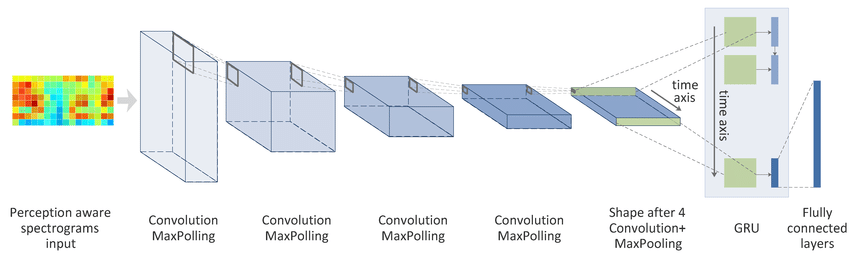 time
axis
time axis
Perception aware
spectrograms
input
Convolution
MaxPolling
Convolution
MaxPolling
Convolution
MaxPolling
Convolution
MaxPolling
Shape after 4
Convolution+
MaxPooling
GRU
Flully
connected
layers